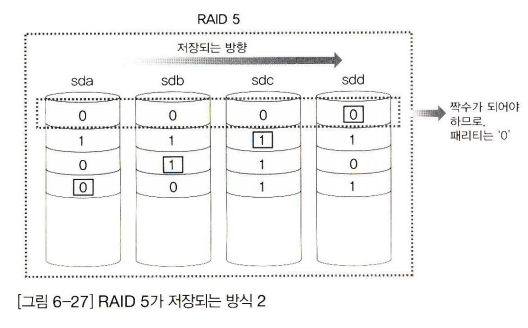 RAID 5
저장되는 방향
sda sdb sdc sdd
0 0 0 0
1 1 1 1
0 1 1 0
0 0 1 1
짝수가 되어야
하므로,
패리티는 '0'
[그림 6-27] RAID 5가 저장되는 방식 2